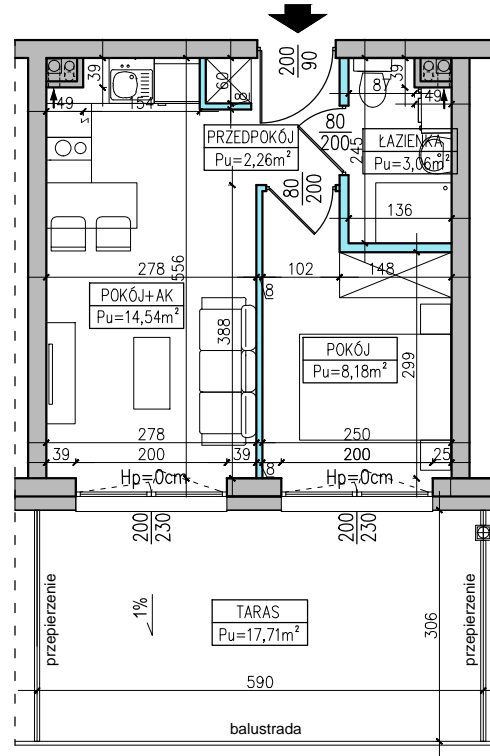 200
90
39
60
8
87
39
49
154
49
PRZEDPOKÓJ
Pu=2,26m²
80
200
ŁAZIENKA
Pu=3,06m²
245
80
200
136
278
556
102
148
8
POKÓJ+AK
Pu=14,54m²
388
POKÓJ
Pu=8,18m²
299
278
250
39
200
39
200
25
8
Hp=0cm
Hp=0cm
200
230
200
230
przepierzenie
1%
TARAS
Pu=17,71m²
306
przepierzenie
590
balustrada